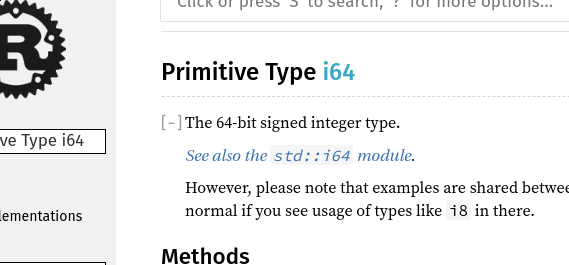 Click or press 'S' to search, '?' for more options...
Primitive Type i64
[-] The 64-bit signed integer type.
ve Type i64
See also the std::i64 module.
However, please note that examples are shared betwee
lementations
normal if you see usage of types like i8 in there.
Methods